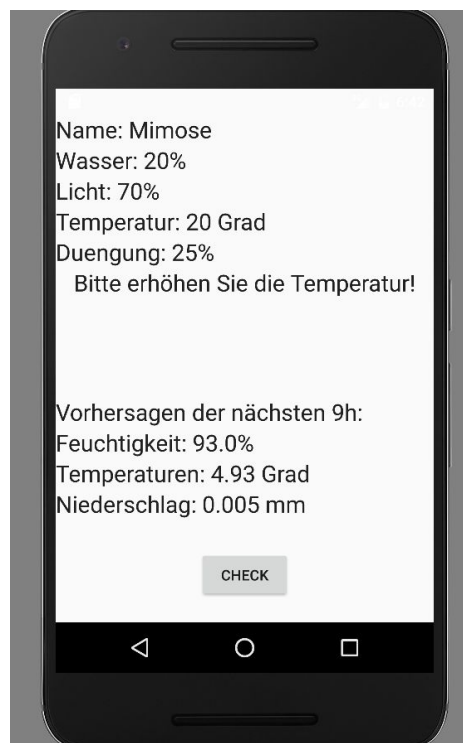 Name: Mimose
Wasser: 20%
Licht: 70%
Temperatur: 20 Grad
Duengung: 25%
Bitte erhöhen Sie die Temperatur!
Vorhersagen der nächsten 9h:
Feuchtigkeit: 93.0%
Temperaturen: 4.93 Grad
Niederschlag: 0.005 mm
CHECK